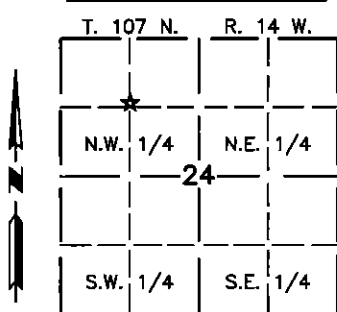 T. 107 N. R. 14 W.
N.W. 1/4 N.E. 1/4
N
24
S.W. 1/4 S.E. 1/4